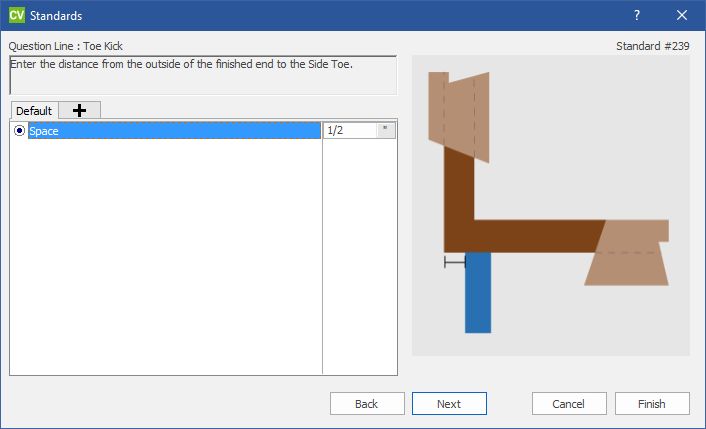 CV Standards ?
Question Line : Toe Kick Standard #239
Enter the distance from the outside of the finished end to the Side Toe.
Default
Space 1/2 "
Back Next Cancel Finish